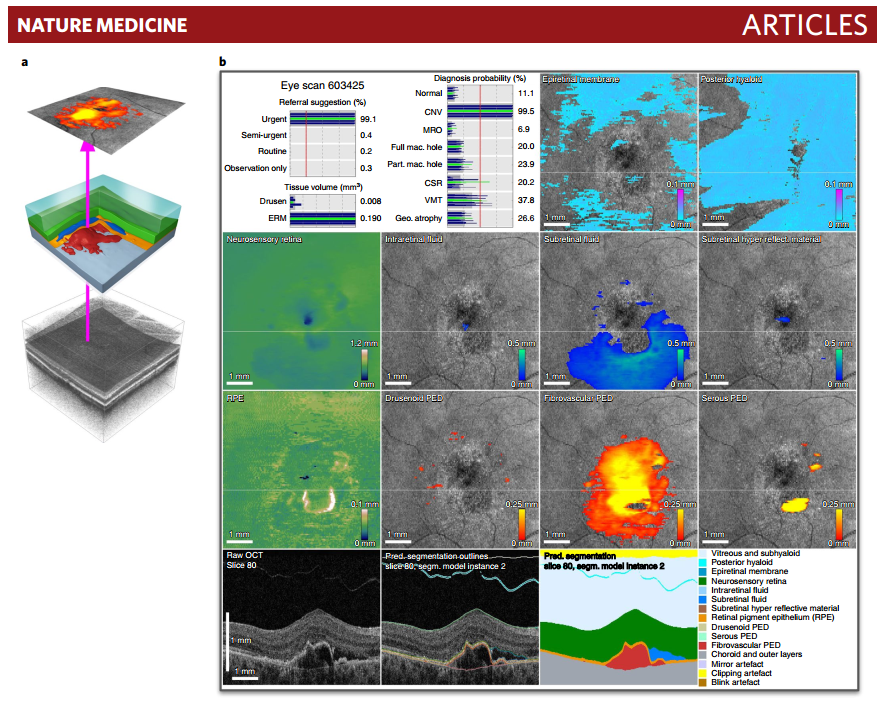 NATURE MEDICINE
ARTICLES
a
b
Eye scan 603425
Referral suggestion (%)
Urgent 99.1
Semi-urgent 0.4
Routine 0.2
Observation only 0.3
Tissue volume (mm³)
Drusen 0.008
ERM 0.190
Diagnosis probability (%)
Normal 11.1
CNV 99.5
MRO 6.9
Full mac. hole 20.0
Part. mac. hole 23.9
CSR 20.2
VMT 37.8
Geo. atrophy 26.6
Epiretinal membrane
0.1 mm
1 mm
0 mm
Posterior hyaloid
0.1 mm
1 mm
0 mm
Neurosensory retina
1.2 mm
1 mm
0 mm
Intraretinal fluid
0.5 mm
1 mm
0 mm
Subretinal fluid
0.5 mm
1 mm
0 mm
Subretinal hyper reflect. material
0.5 mm
1 mm
0 mm
RPE
0.1 mm
1 mm
0 mm
Drusenoid PED
0.25 mm
1 mm
0 mm
Fibrovascular PED
0.25 mm
1 mm
0 mm
Serous PED
0.25 mm
1 mm
0 mm
Raw OCT
Slice 80
1 mm
1 mm
Pred. segmentation outlines
slice 80, segm. model instance 2
Pred. segmentation
slice 80, segm. model instance 2
Vitreous and subhyaloid
Posterior hyaloid
Epiretinal membrane
Neurosensory retina
Intraretinal fluid
Subretinal fluid
Subretinal hyper reflective material
Retinal pigment epithelium (RPE)
Drusenoid PED
Serous PED
Fibrovascular PED
Choroid and outer layers
Mirror artefact
Clipping artefact
Blink artefact